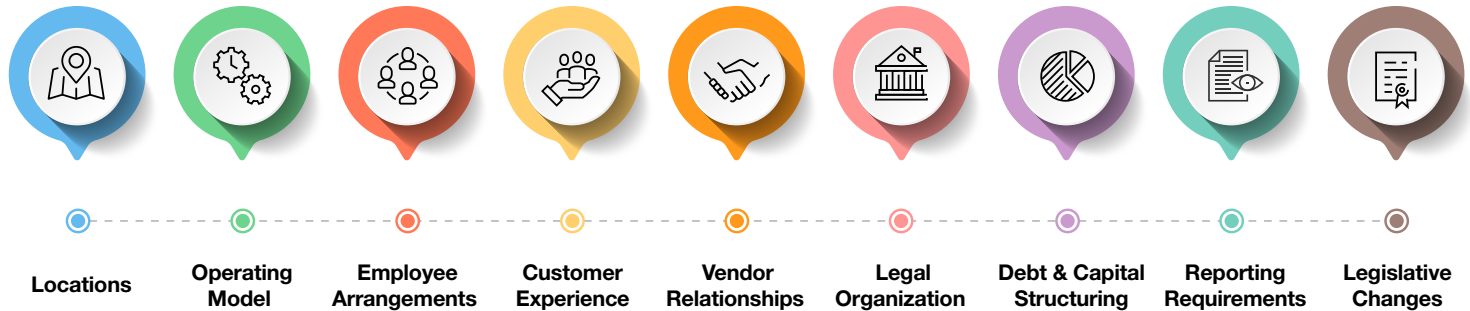 Locations
Operating
Model
Employee
Arrangements
Customer
Experience
Vendor
Relationships
Legal
Organization
Debt & Capital
Structuring
Reporting
Requirements
Legislative
Changes